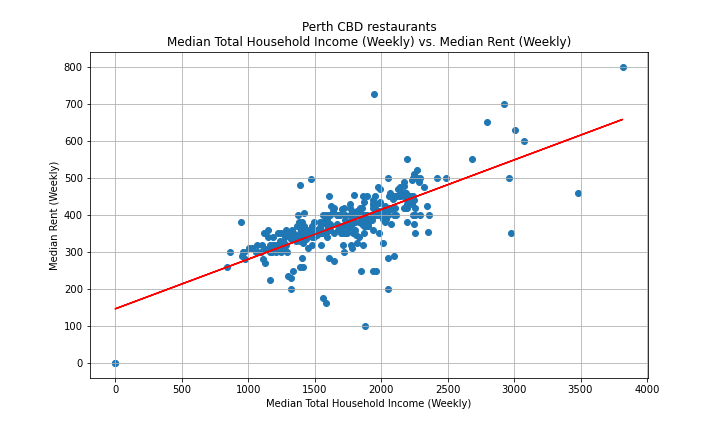 Perth CBD restaurants
Median Total Household Income (Weekly) vs. Median Rent (Weekly)
800
700
600
500
400
300
200
100
0
Median Rent (Weekly)
0 500 1000 1500 2000 2500 3000 3500 4000
Median Total Household Income (Weekly)